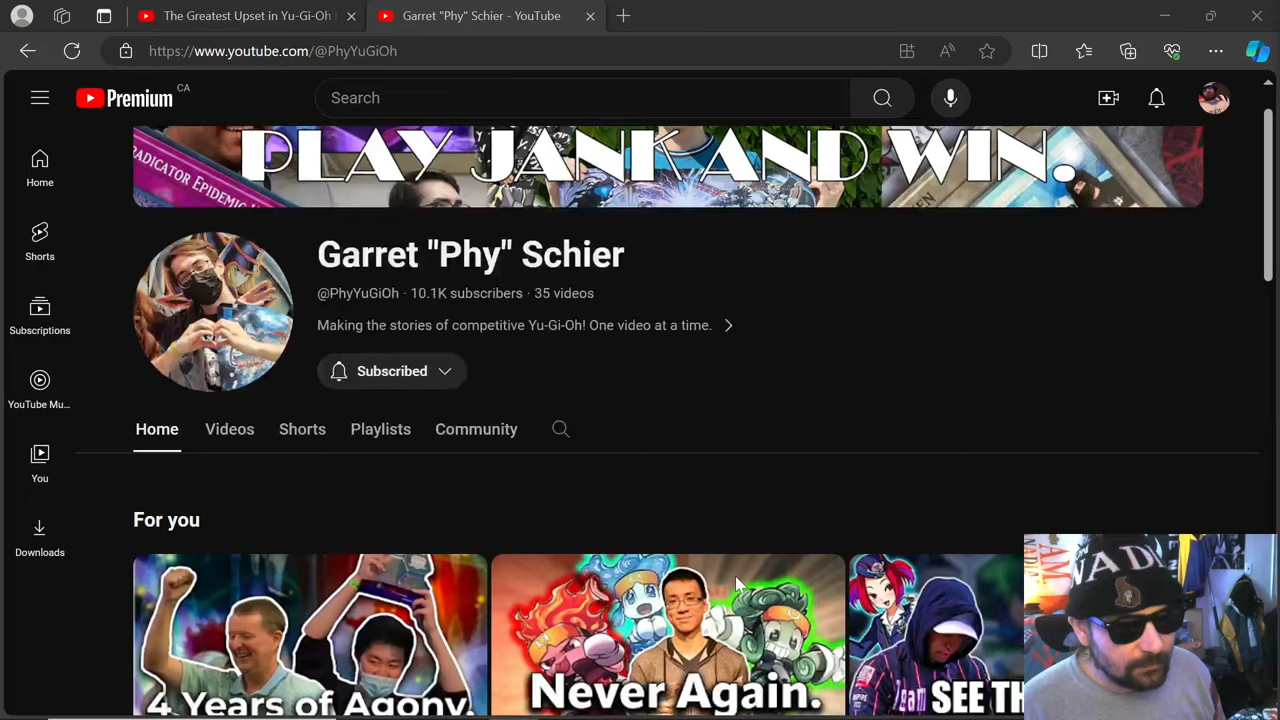 The Greatest Upset in Yu-Gi-Oh
Garret "Phy" Schier - YouTube
https://www.youtube.com/@PhyYuGiOh
Premium CA
Search
PLAY JANK AND WIN.
ERADICATOR EPIDEMIC
Home
Shorts
Subscriptions
YouTube Mu...
You
Downloads
Garret "Phy" Schier
@PhyYuGiOh · 10.1K subscribers · 35 videos
Making the stories of competitive Yu-Gi-Oh! One video at a time.
Subscribed
Home Videos Shorts Playlists Community
For you
4 Years of Agony.
Never Again.
Team
SEE TH